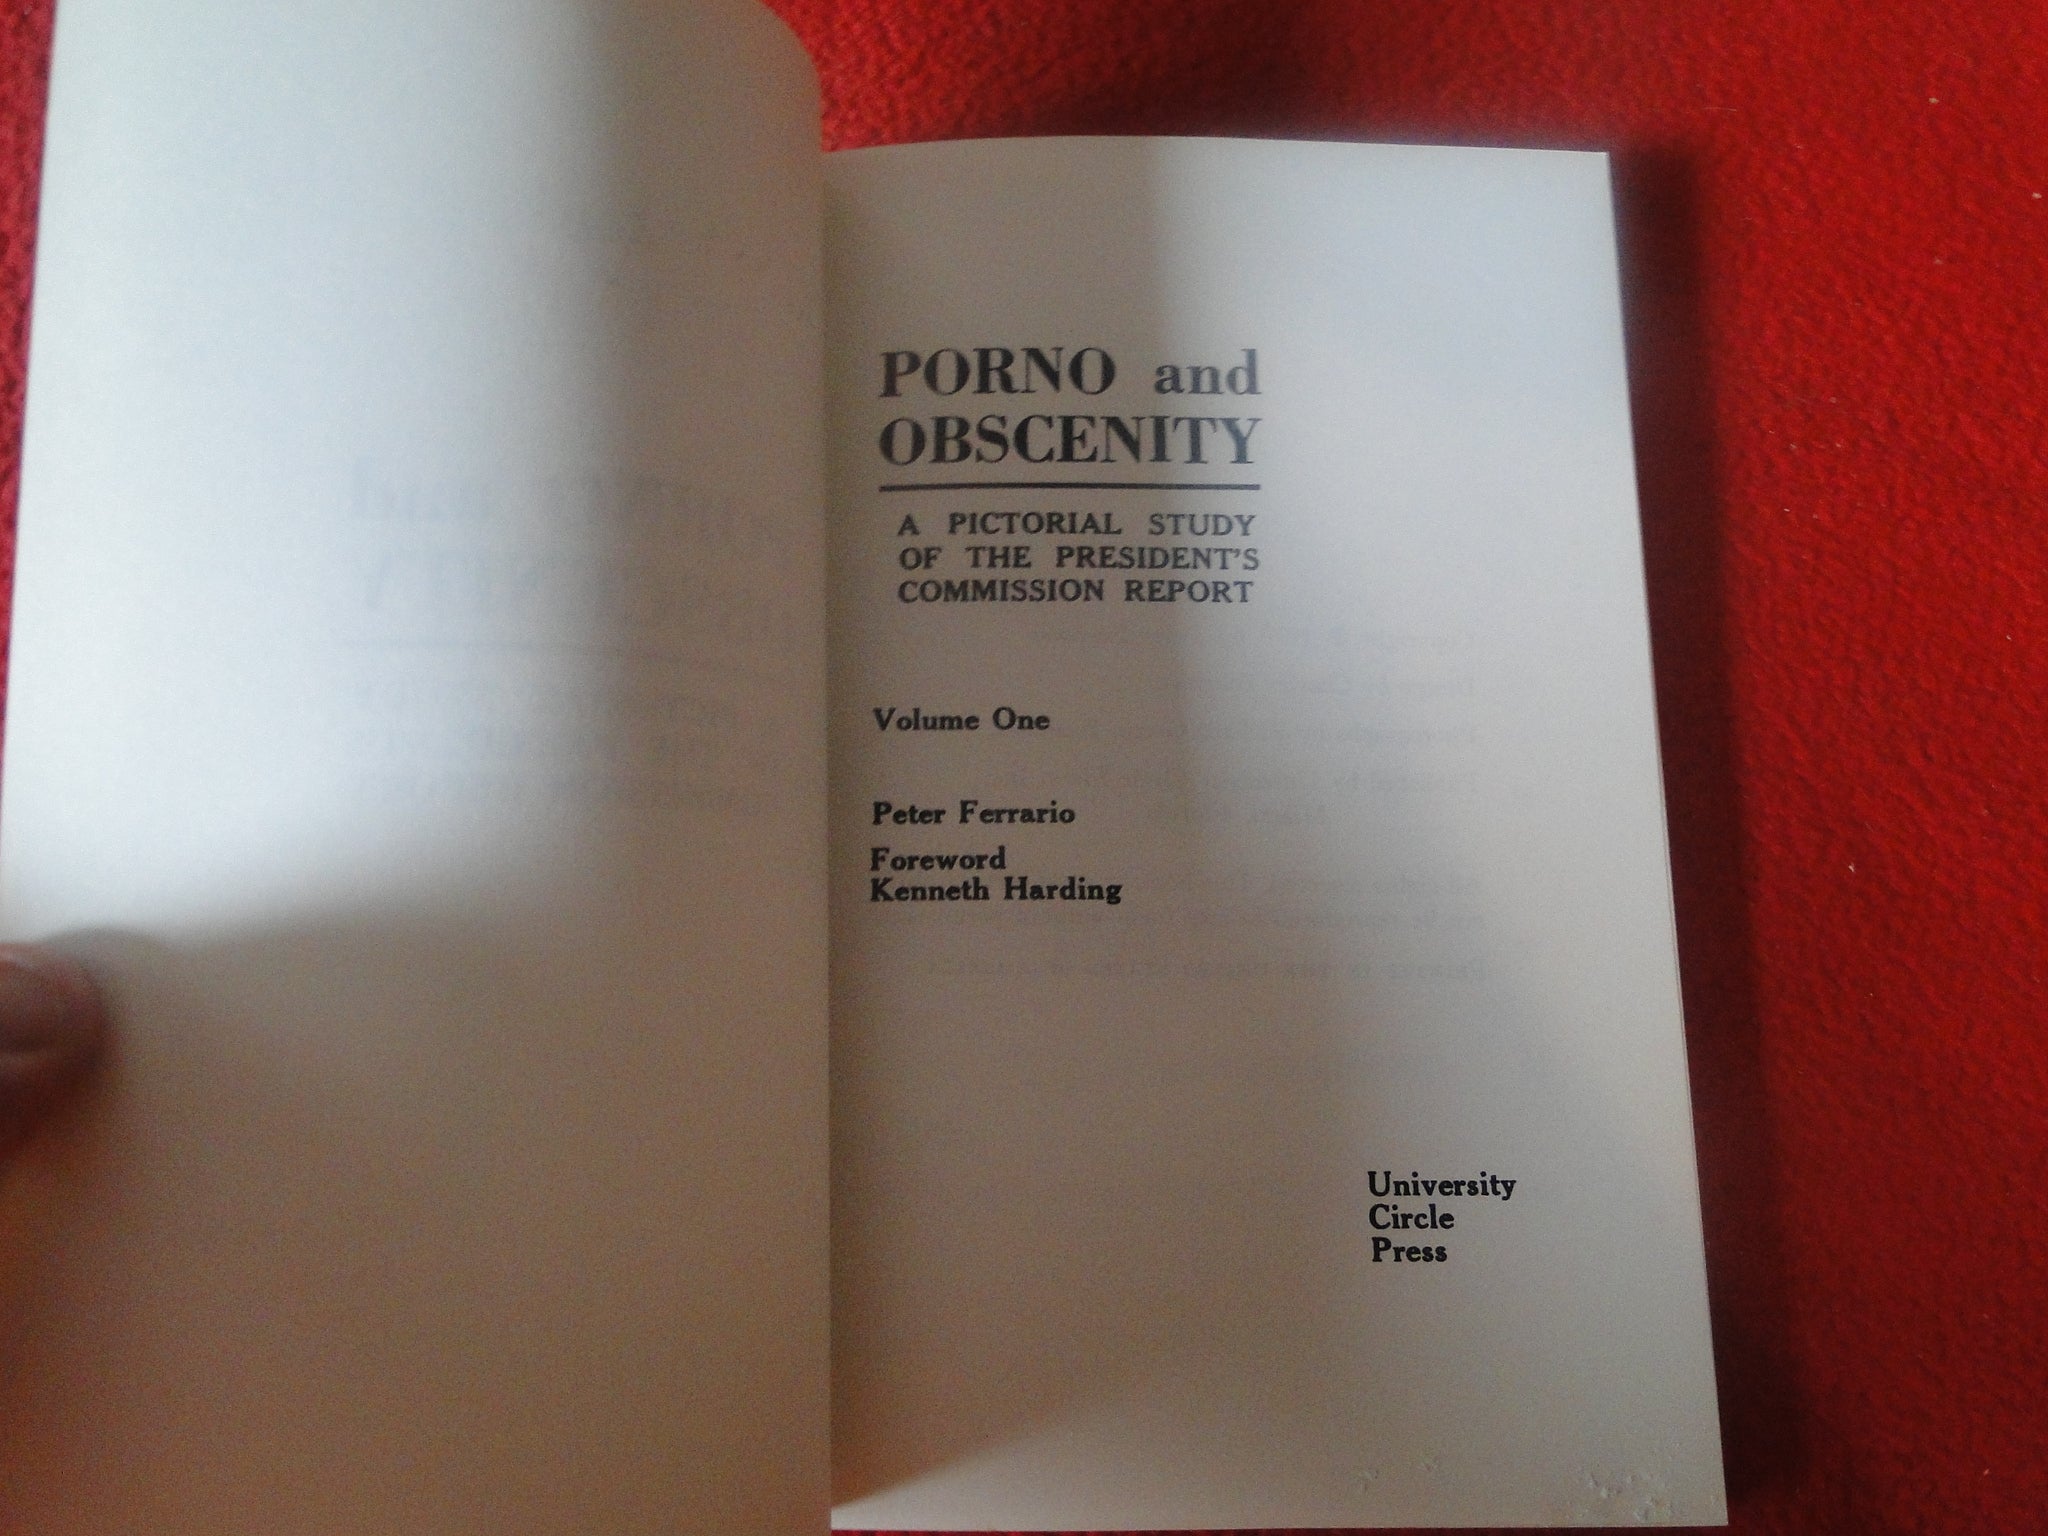 PORNO and
OBSCENITY
A PICTORIAL STUDY
OF THE PRESIDENT'S
COMMISSION REPORT
Volume One
Peter Ferrario
Foreword
Kenneth Harding
University
Circle
Press